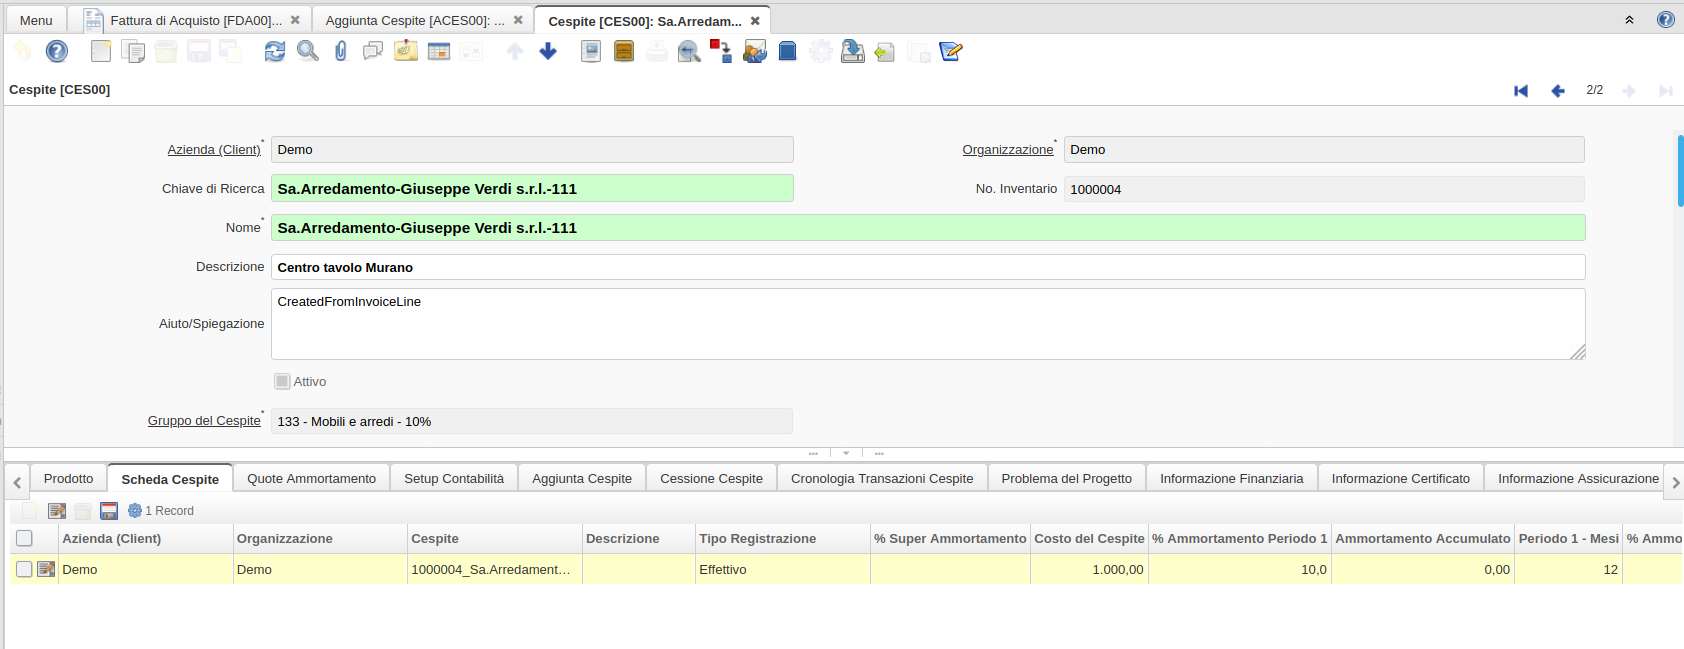 Menu
Fattura di Acquisto [FDA00]...
Aggiunta Cespite [ACES00]: ...
Cespite [CES00]: Sa.Arredam...
Cespite [CES00]
2/2
Azienda (Client)*
Demo
Organizzazione*
Demo
Chiave di Ricerca
Sa.Arredamento-Giuseppe Verdi s.r.l.-111
No. Inventario
1000004
Nome*
Sa.Arredamento-Giuseppe Verdi s.r.l.-111
Descrizione
Centro tavolo Murano
Aiuto/Spiegazione
CreatedFromInvoiceLine
Attivo
Gruppo del Cespite*
133 - Mobili e arredi - 10%
Prodotto
Scheda Cespite
Quote Ammortamento
Setup Contabilità
Aggiunta Cespite
Cessione Cespite
Cronologia Transazioni Cespite
Problema del Progetto
Informazione Finanziaria
Informazione Certificato
Informazione Assicurazione
1 Record
Azienda (Client)
Organizzazione
Cespite
Descrizione
Tipo Registrazione
% Super Ammortamento
Costo del Cespite
% Ammortamento Periodo 1
Ammortamento Accumulato
Periodo 1 - Mesi
% Ammo
Demo
Demo
1000004_Sa.Arredament...
Effettivo
1.000,00
10,0
0,00
12